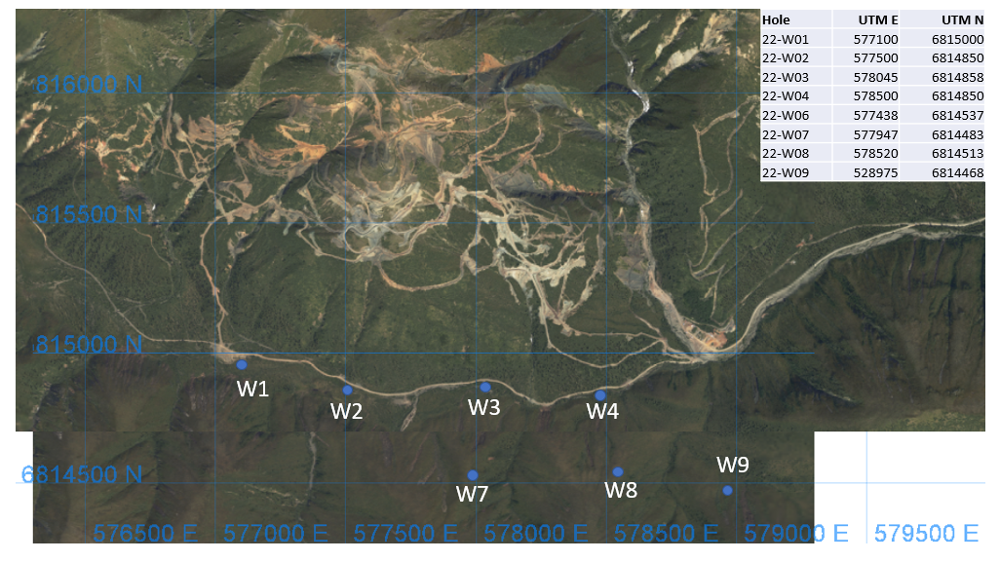 Hole UTM E UTM N
22-W01 577100 6815000
22-W02 577500 6814850
22-W03 578045 6814858
22-W04 578500 6814850
22-W06 577438 6814537
22-W07 577947 6814483
22-W08 578520 6814513
22-W09 528975 6814468
816000 N
815500 N
815000 N
W1
W2
W3
W4
6814500 N
W7
W8
W9
576500 E 577000 E 577500 E 578000 E 578500 E 579000 E 579500 E